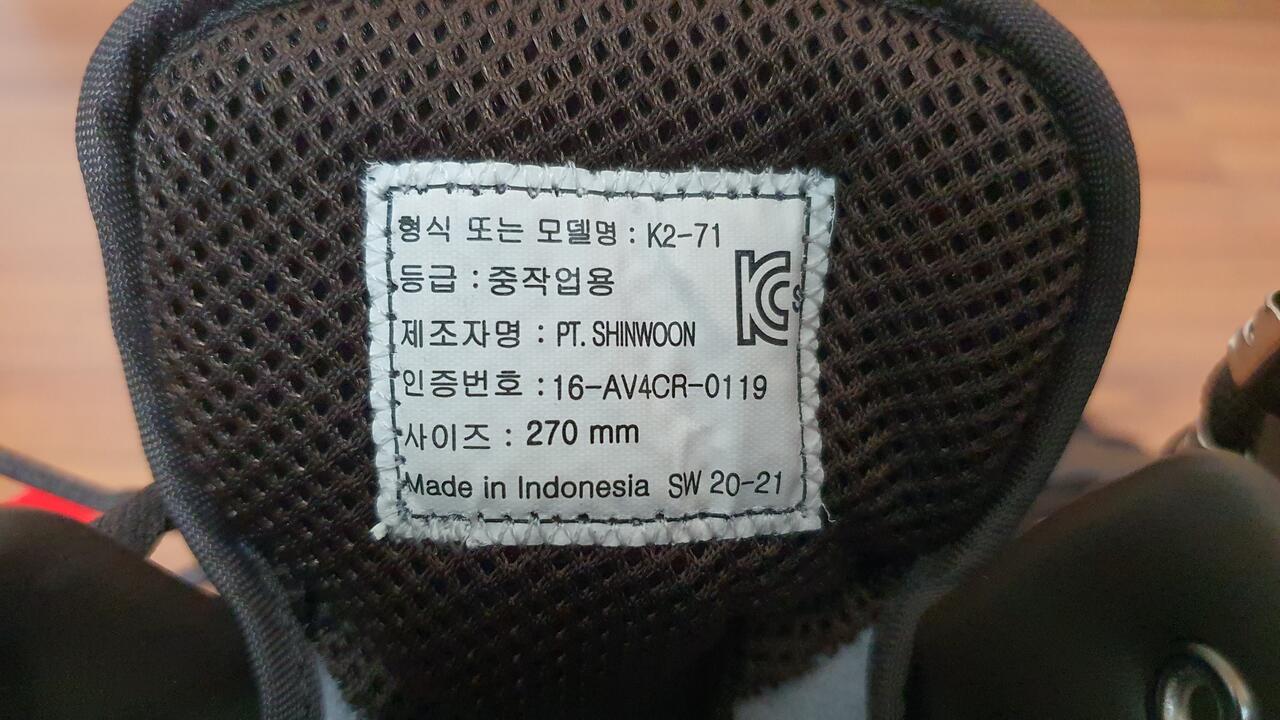 형식 또는 모델명 : K2-71
등급 : 중작업용
KCs
제조자명 : PT. SHINWOON
인증번호 : 16-AV4CR-0119
사이즈 : 270 mm
Made in Indonesia SW 20-21